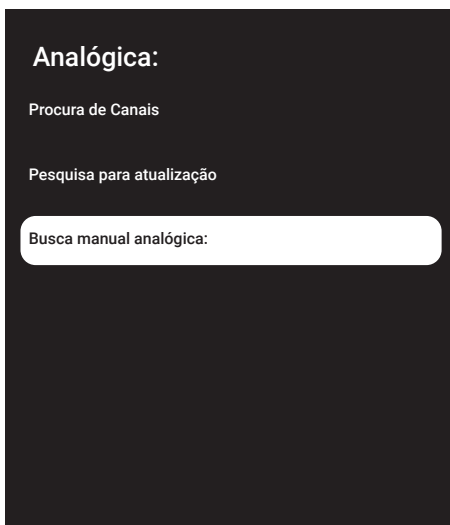 Analógica:
Procura de Canais
Pesquisa para atualização
Busca manual analógica: